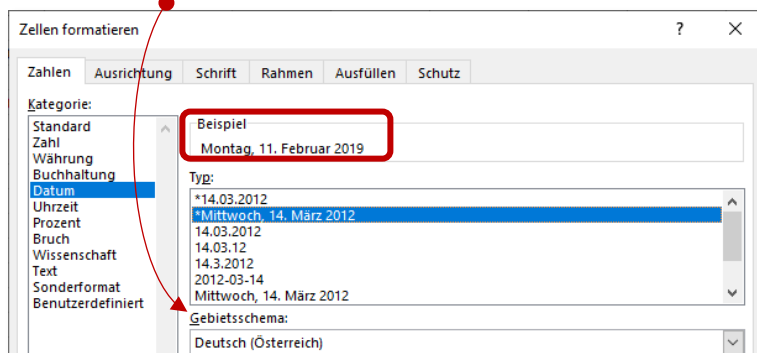 Zellen formatieren ? ×
Zahlen Ausrichtung Schrift Rahmen Ausfüllen Schutz
Kategorie:
Standard
Zahl
Währung
Buchhaltung
Datum
Uhrzeit
Prozent
Bruch
Wissenschaft
Text
Sonderformat
Benutzerdefiniert
Beispiel
Montag, 11. Februar 2019
Typ:
*14.03.2012
*Mittwoch, 14. März 2012
14.03.2012
14.03.12
14.3.2012
2012-03-14
Mittwoch, 14. März 2012
Gebietsschema:
Deutsch (Österreich)